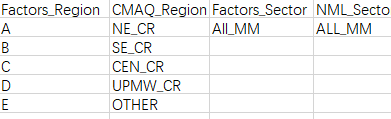 Factors_Region CMAQ_Region Factors_Sector NML_Secto
A NE_CR All_MM ALL_MM
B SE_CR
C CEN_CR
D UPMW_CR
E OTHER